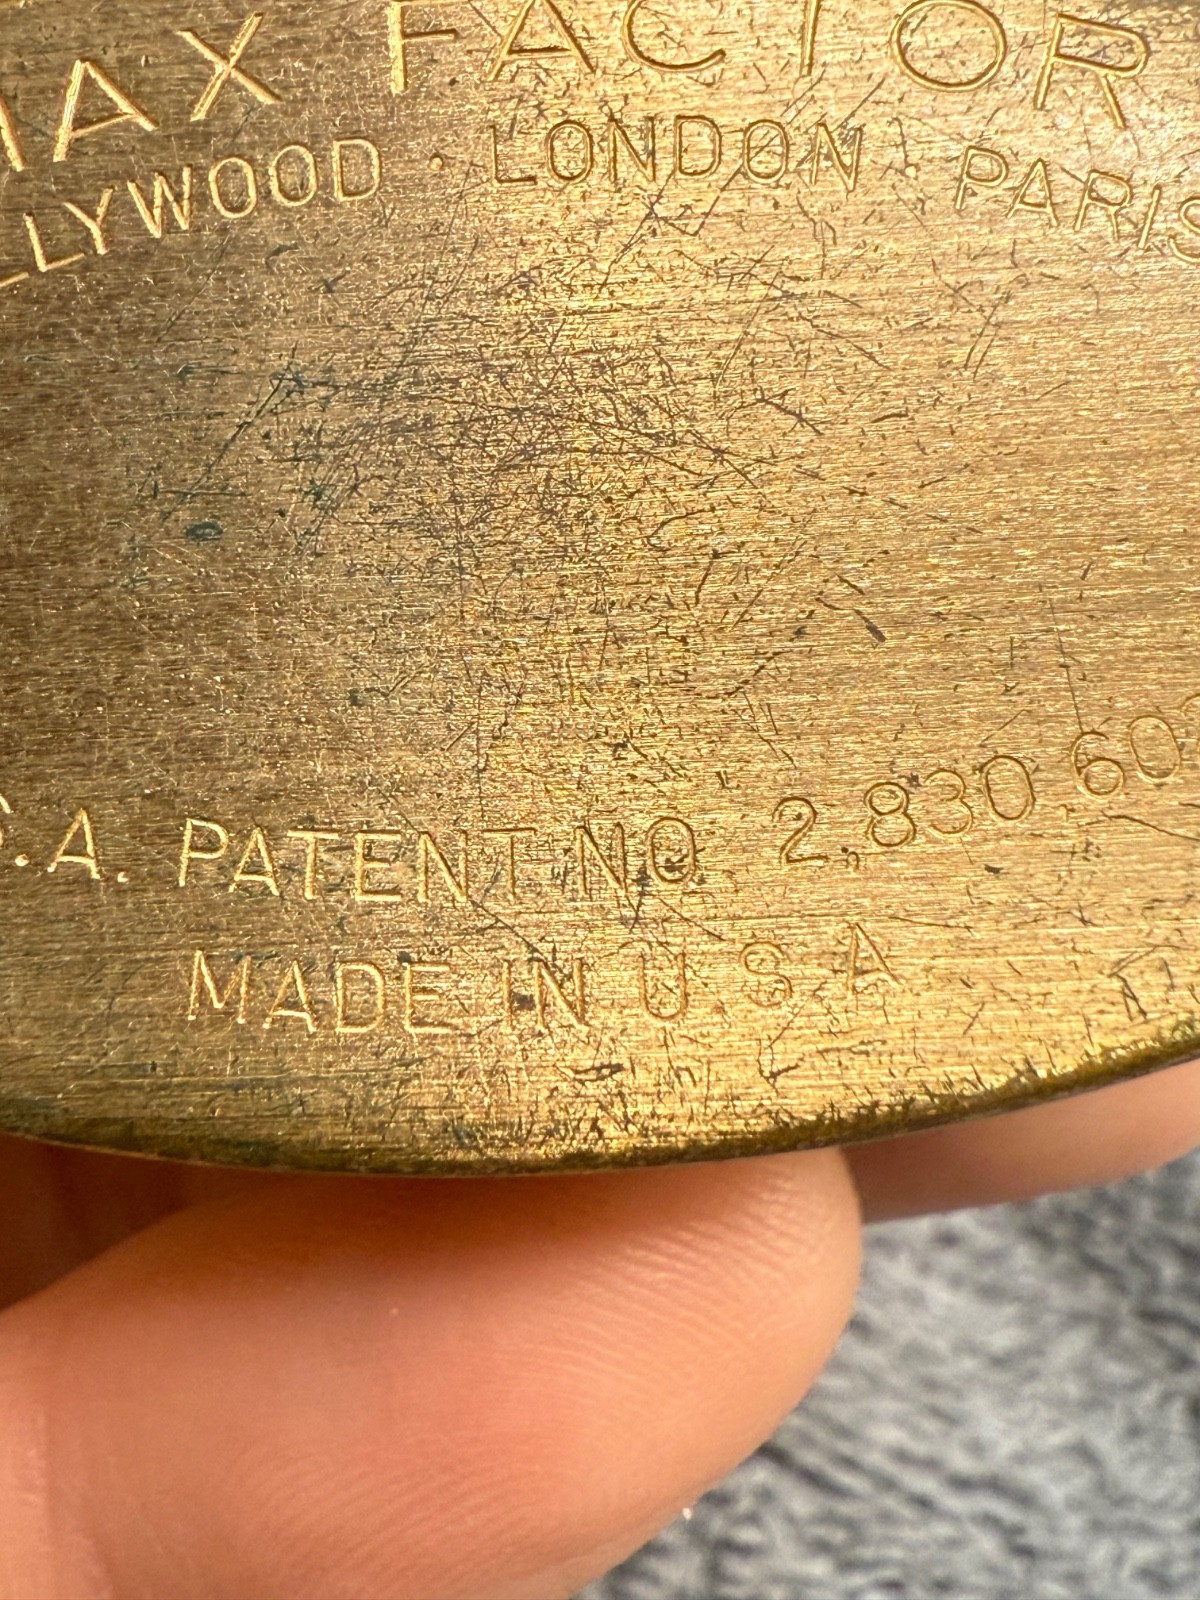 MAX FACTOR
LLYWOOD · LONDON · PARIS
S.A. PATENT NO. 2,830,60
MADE IN U S A